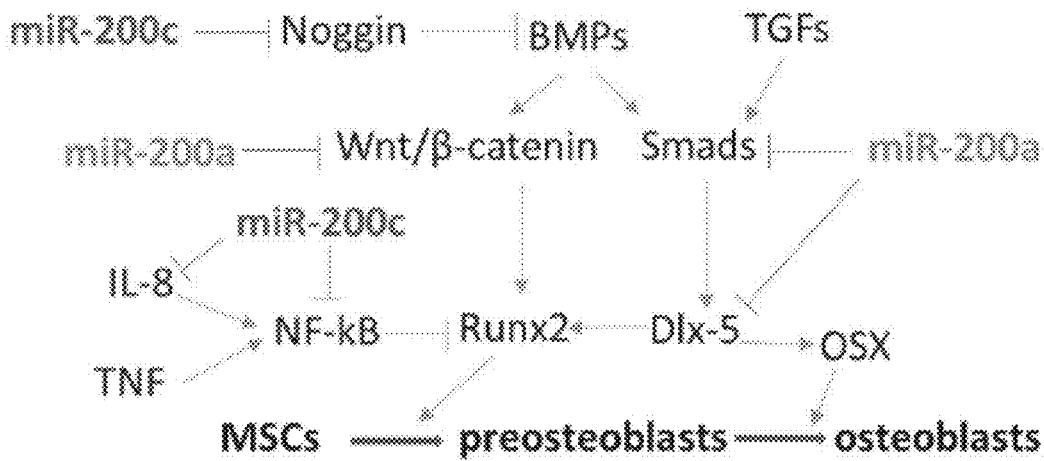 miR-200c Noggin BMPs TGFs
miR-200a Wnt/β-catenin Smads miR-200a
miR-200c
IL-8
NF-kB Runx2 Dlx-5 OSX
TNF
MSCs preosteoblasts osteoblasts